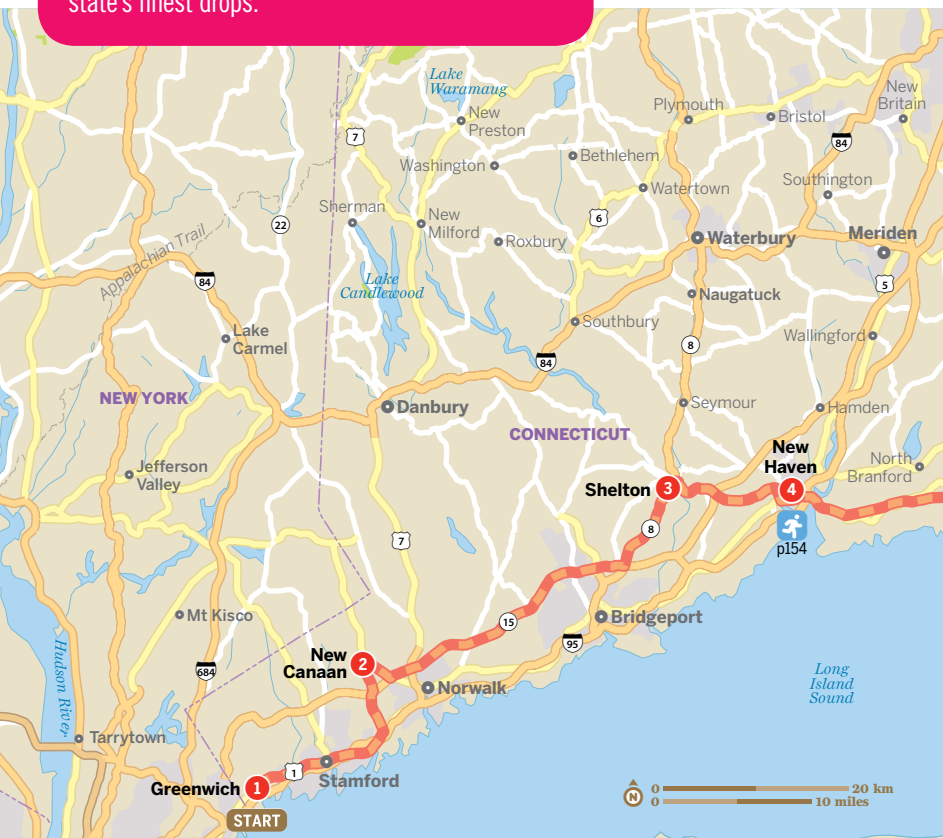 state's finest drops.
Lake
Waramaug
New
Preston
Plymouth
Bristol
New
Britain
7
84
Washington
Bethlehem
Watertown
Southington
Sherman
22
New
Milford
6
Roxbury
Waterbury
Meriden
Appalachian Trail
84
Lake
Candlewood
5
Naugatuck
Lake
Carmel
Southbury
8
Wallingford
84
NEW YORK
Danbury
Seymour
Hamden
CONNECTICUT
New
Haven
4
p154
North
Branford
Jefferson
Valley
Shelton
3
8
7
Mt Kisco
15
Bridgeport
95
New
Canaan
2
684
Norwalk
Long
Island
Sound
Hudson River
Tarrytown
Greenwich
1
START
1
Stamford
N
0 20 km
0 10 miles